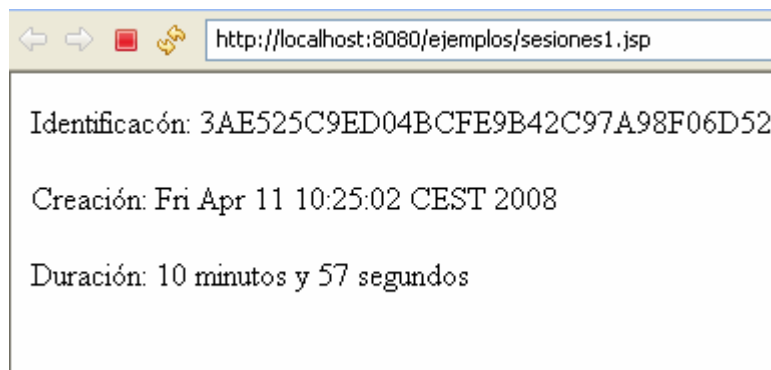 http://localhost:8080/ejemplos/sesiones1.jsp
Identificacón: 3AE525C9ED04BCFE9B42C97A98F06D52
Creación: Fri Apr 11 10:25:02 CEST 2008
Duración: 10 minutos y 57 segundos